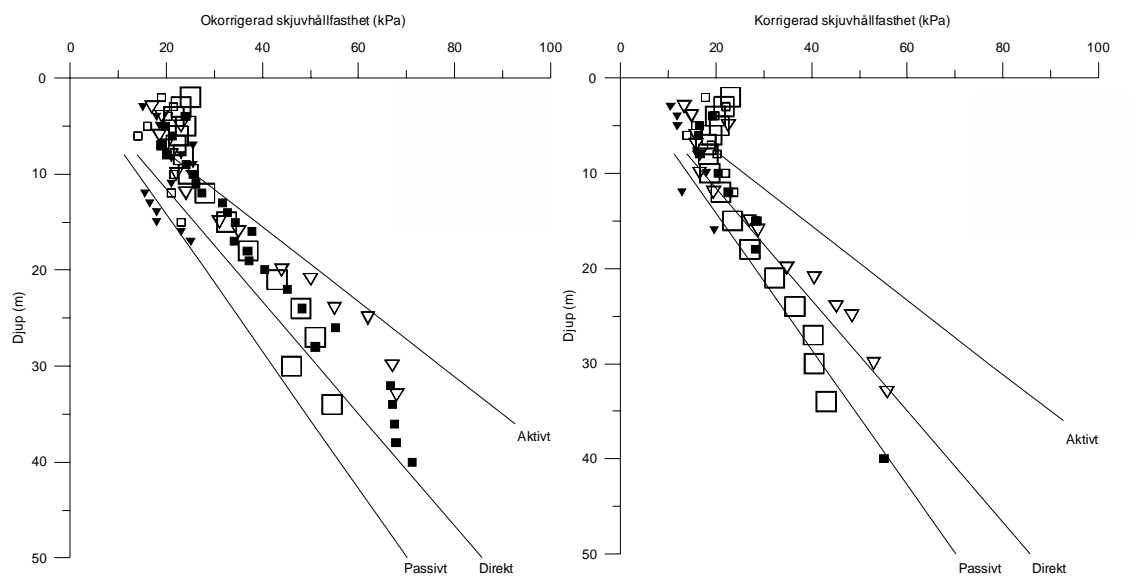 Okorrigerad skjuvhållfasthet (kPa)
0 20 40 60 80 100
0
10
20
30
40
50
Djup (m)
Aktivt
Passivt Direkt
Korrigerad skjuvhållfasthet (kPa)
0 20 40 60 80 100
0
10
20
30
40
50
Djup (m)
Aktivt
Passivt Direkt